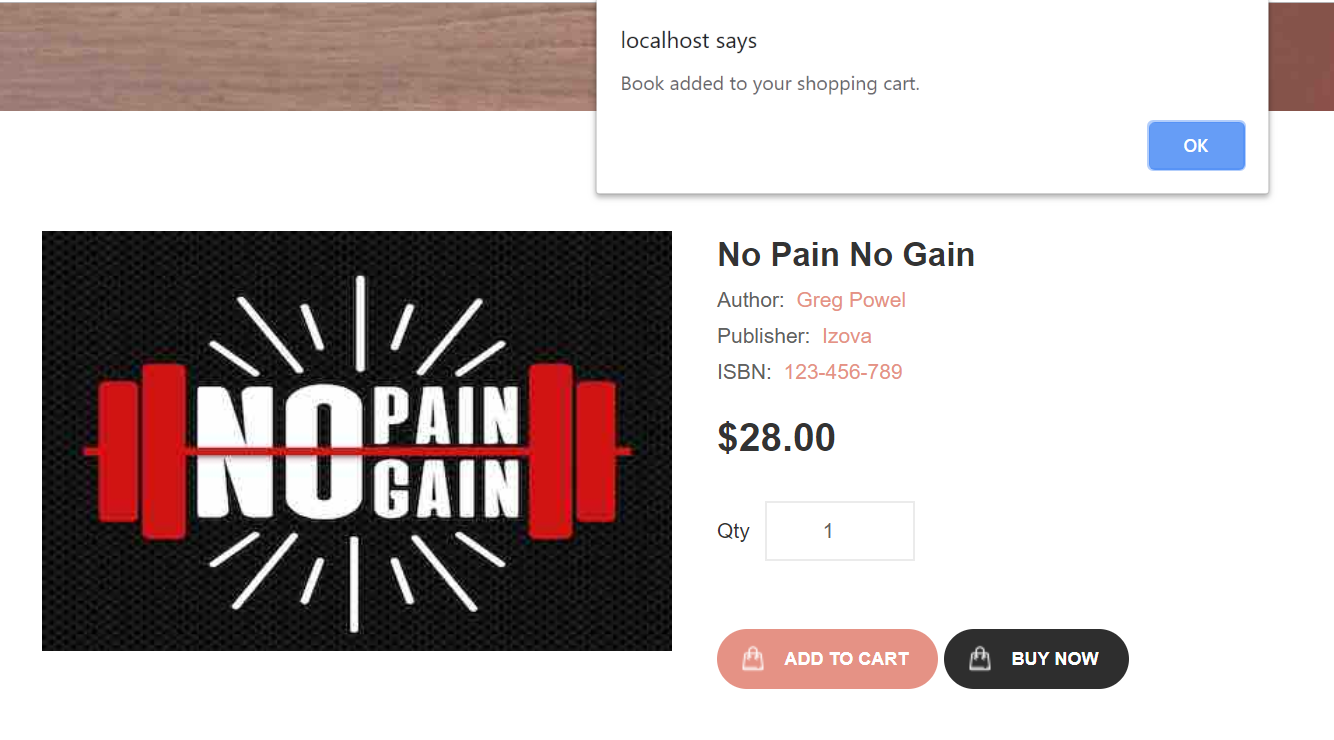 localhost says
Book added to your shopping cart.
OK
NO PAIN
GAIN
No Pain No Gain
Author: Greg Powel
Publisher: Izova
ISBN: 123-456-789
$28.00
Qty 1
ADD TO CART BUY NOW